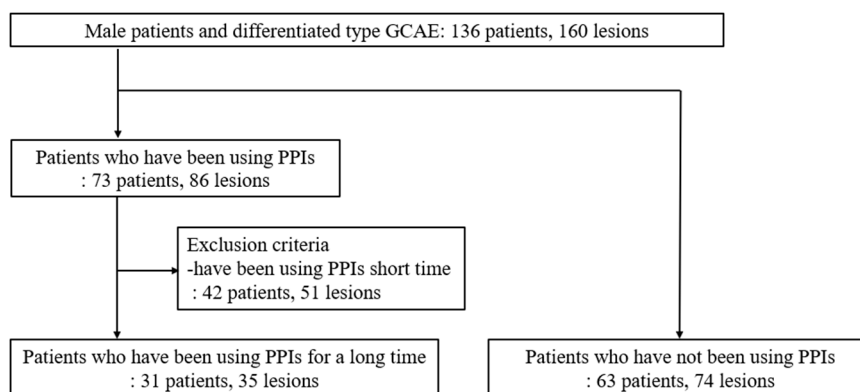 Male patients and differentiated type GCAE: 136 patients, 160 lesions
Patients who have been using PPIs
: 73 patients, 86 lesions
Exclusion criteria
-have been using PPIs short time
: 42 patients, 51 lesions
Patients who have been using PPIs for a long time
: 31 patients, 35 lesions
Patients who have not been using PPIs
: 63 patients, 74 lesions